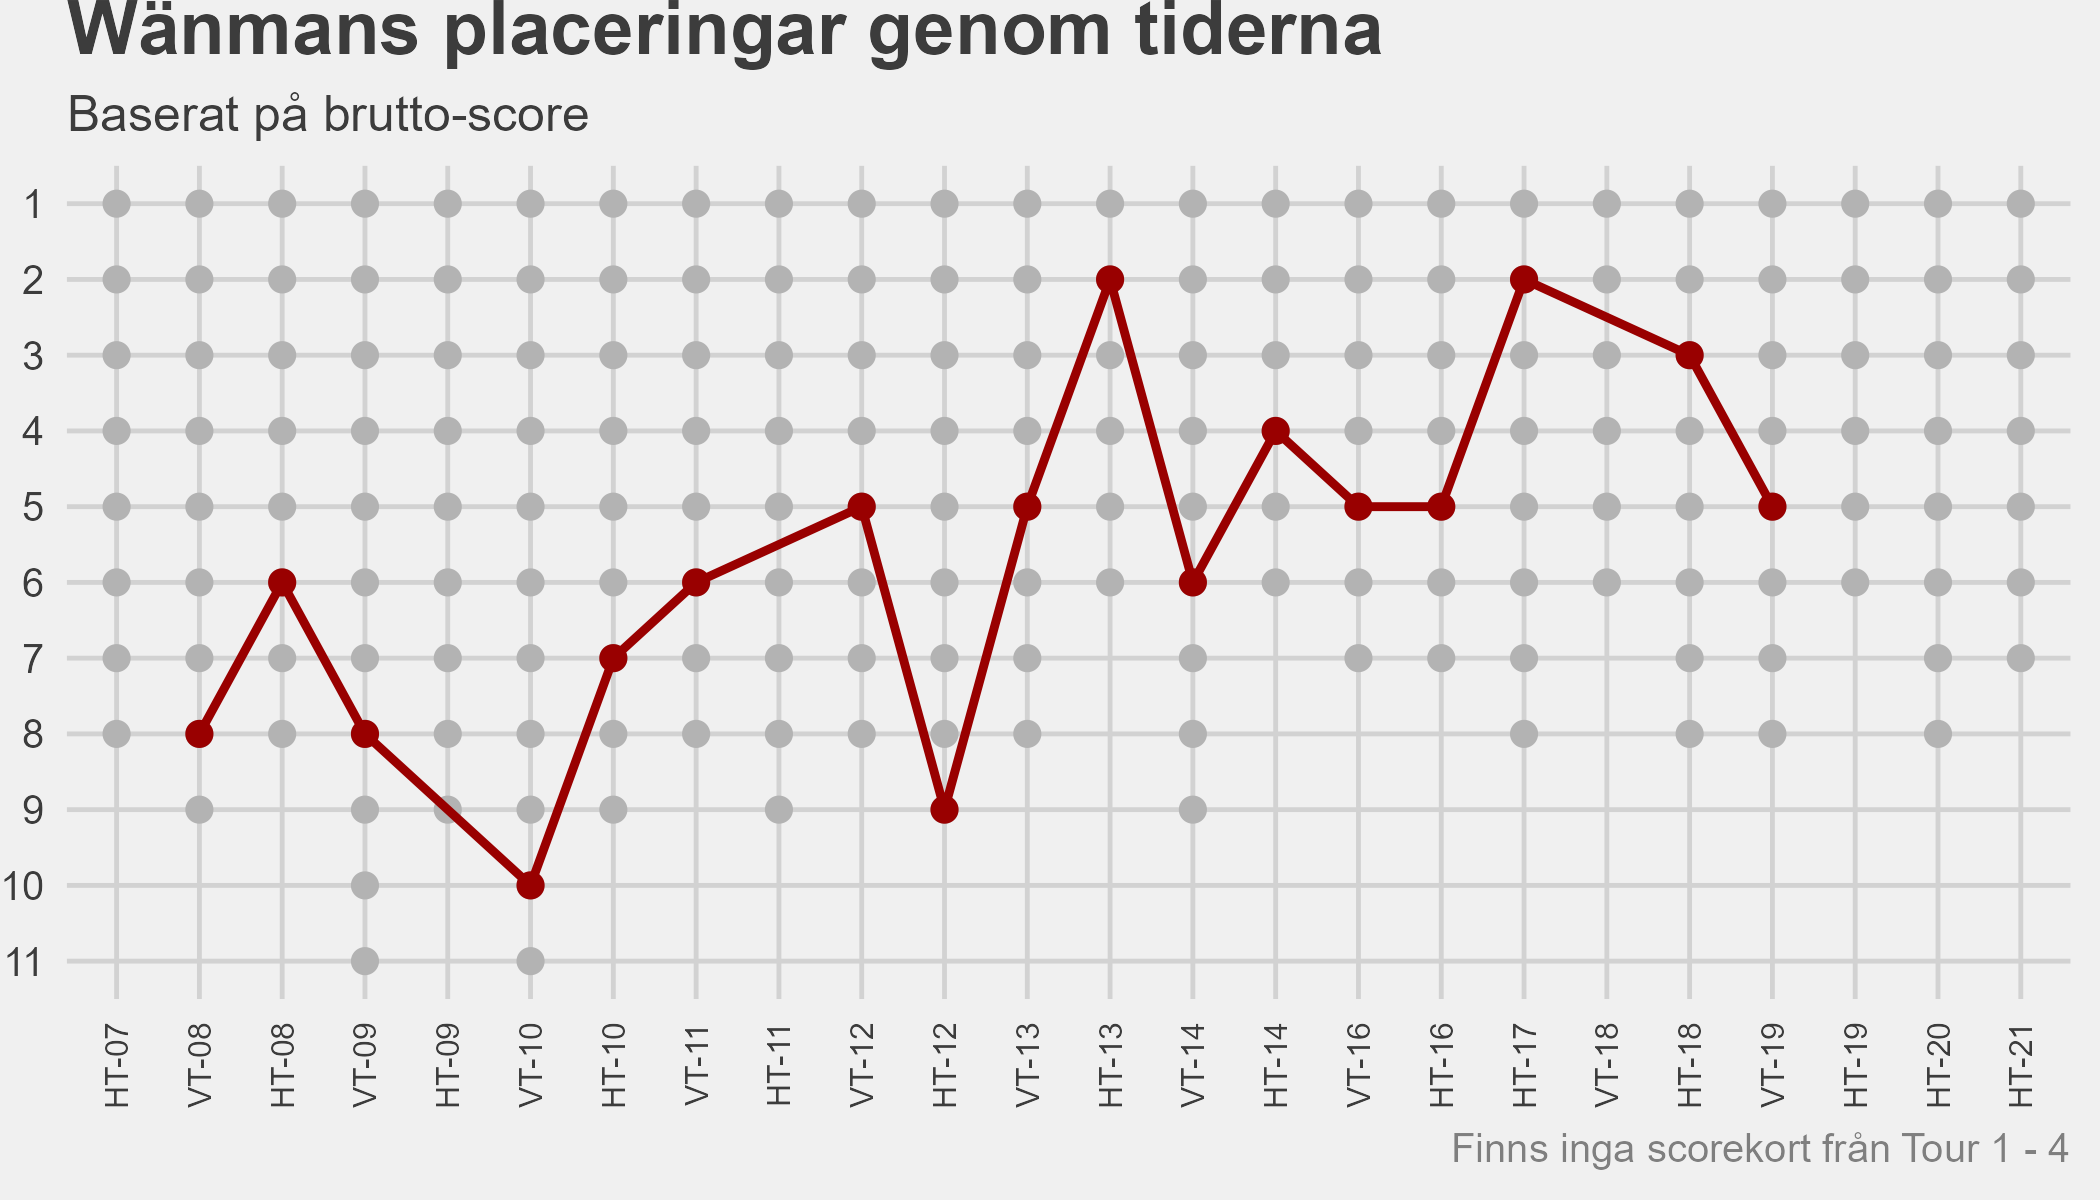 Wänmans placeringar genom tiderna
Baserat på brutto-score
1
2
3
4
5
6
7
8
9
10
11
HT-07 VT-08 HT-08 VT-09 HT-09 VT-10 HT-10 VT-11 HT-11 VT-12 HT-12 VT-13 HT-13 VT-14 HT-14 VT-16 HT-16 HT-17 VT-18 HT-18 VT-19 HT-19 HT-20 HT-21
Finns inga scorekort från Tour 1 - 4